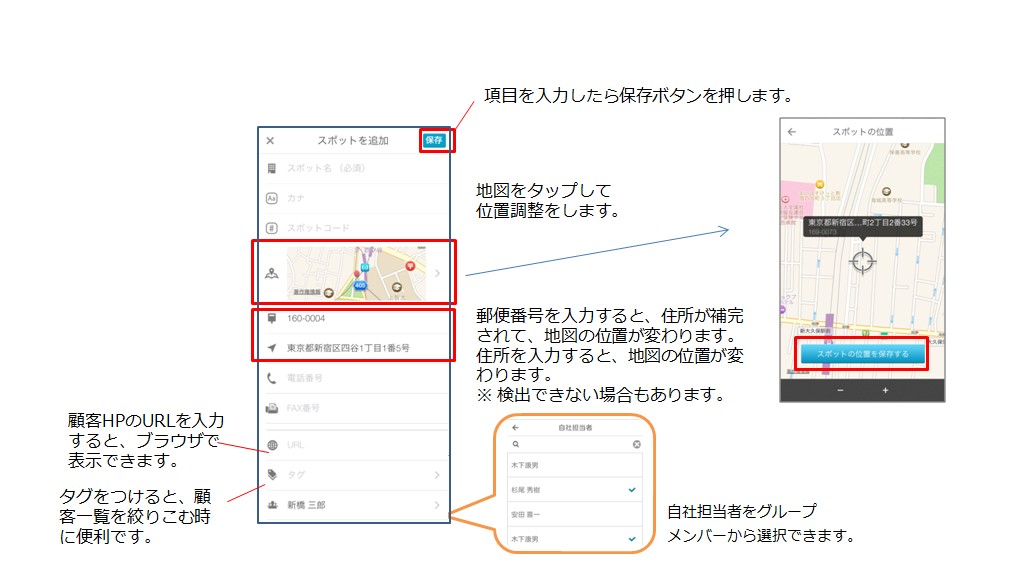 項目を入力したら保存ボタンを押します。
スポットを追加
保存
スポット名 （必須）
カナ
スポットコード
405
160-0004
東京都新宿区四谷1丁目1番5号
電話番号
FAX番号
URL
タグ
新橋 三郎
地図をタップして
位置調整をします。
郵便番号を入力すると、住所が補完
されて、地図の位置が変わります。
住所を入力すると、地図の位置が変
わります。
※ 検出できない場合もあります。
スポットの位置
東京都新宿区...町2丁目2番33号
169-0073
新大久保駅前
スポットの位置を保存する
顧客HPのURLを入力
すると、ブラウザで
表示できます。
タグをつけると、顧
客一覧を絞りこむ時
に便利です。
自社担当者
木下康男
杉尾 秀樹
安田 喜一
木下康男
自社担当者をグループ
メンバーから選択できます。